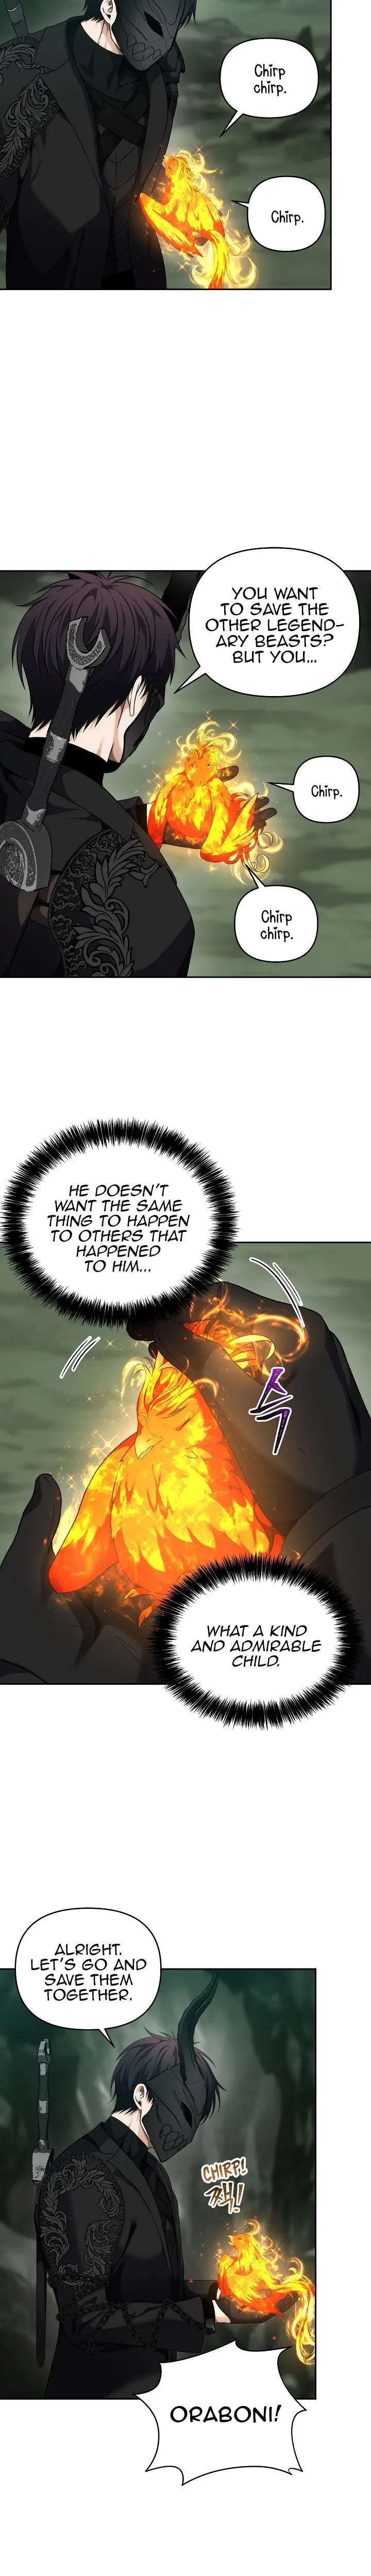 Chirp
chirp.
Chirp.
YOU WANT
TO SAVE THE
OTHER LEGEND-
ARY BEASTS?
BUT YOU...
Chirp.
Chirp
chirp.
HE DOESN'T
WANT THE SAME
THING TO HAPPEN
TO OTHERS THAT
HAPPENED
TO HIM...
스윽
WHAT A KIND
AND ADMIRABLE
CHILD.
ALRIGHT.
LET'S GO AND
SAVE THEM
TOGETHER.
CHIRP!
짹!
ORABONI!